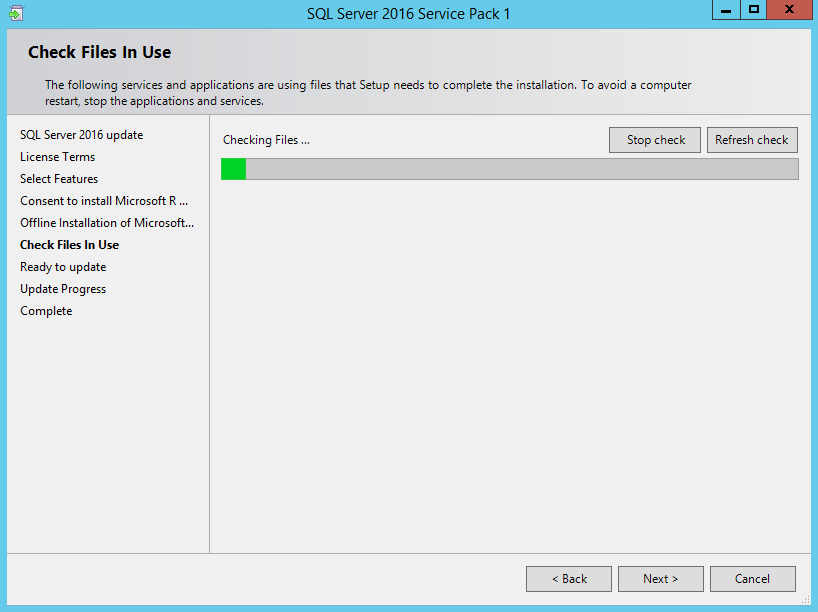 SQL Server 2016 Service Pack 1
Check Files In Use
The following services and applications are using files that Setup needs to complete the installation. To avoid a computer
restart, stop the applications and services.
SQL Server 2016 update
License Terms
Select Features
Consent to install Microsoft R ...
Offline Installation of Microsoft...
Check Files In Use
Ready to update
Update Progress
Complete
Checking Files ...
Stop check
Refresh check
< Back
Next >
Cancel